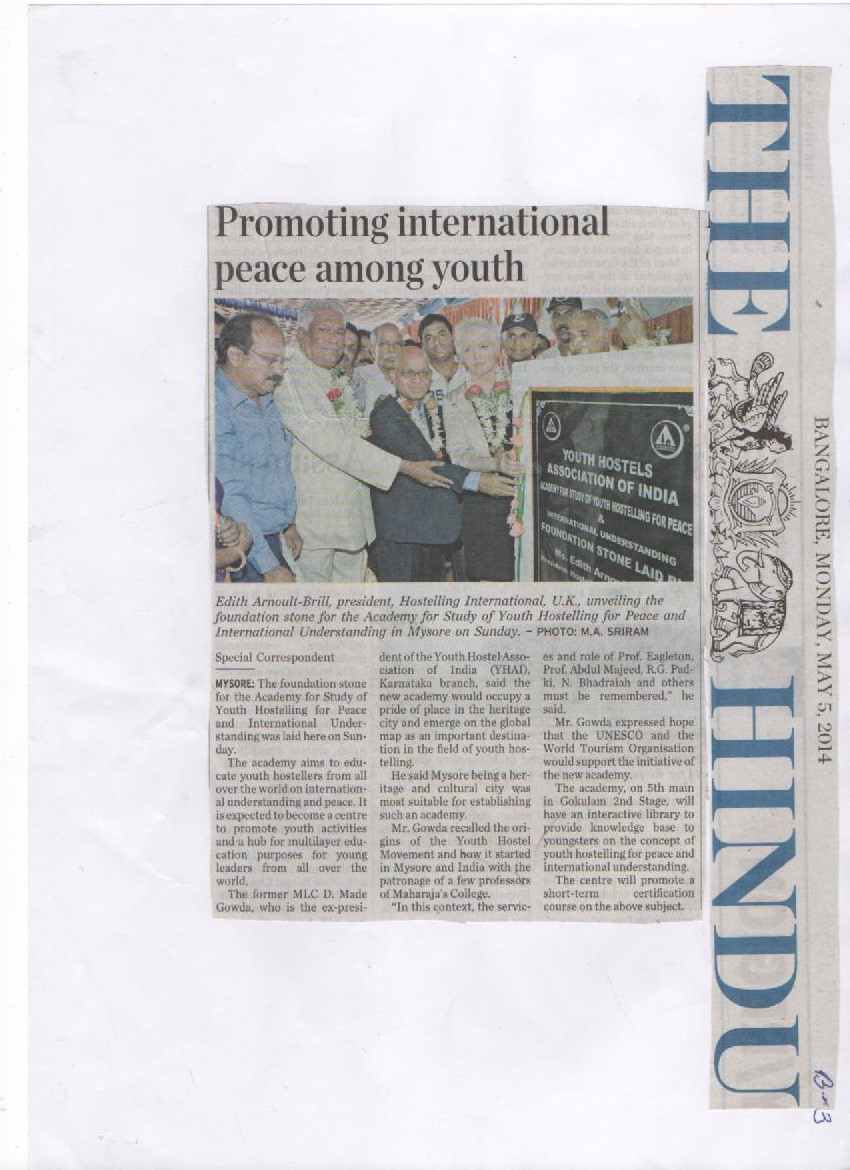 Promoting international
peace among youth
YOUTH HOSTELS
ASSOCIATION OF INDIA
ACADEMY FOR STUDY OF YOUTH HOSTELLING FOR PEACE
&
INTERNATIONAL UNDERSTANDING
FOUNDATION STONE LAID
Ms. Edith
Edith Arnoult-Brill, president, Hostelling International, U.K., unveiling the
foundation stone for the Academy for Study of Youth Hostelling for Peace and
International Understanding in Mysore on Sunday. – PHOTO: M.A. SRIRAM
Special Correspondent
MYSORE: The foundation stone
for the Academy for Study of
Youth Hostelling for Peace
and International Under-
standing was laid here on Sun-
day.
The academy aims to edu-
cate youth hostellers from all
over the world on internation-
al understanding and peace. It
is expected to become a centre
to promote youth activities
and a hub for multilayer edu-
cation purposes for young
leaders from all over the
world.
The former MLC D. Made
Gowda, who is the ex-presi-
dent of the Youth Hostel Asso-
ciation of India (YHAI),
Karnataka branch, said the
new academy would occupy a
pride of place in the heritage
city and emerge on the global
map as an important destina-
tion in the field of youth hos-
telling.
He said Mysore being a her-
itage and cultural city was
most suitable for establishing
such an academy.
Mr. Gowda recalled the ori-
gins of the Youth Hostel
Movement and how it started
in Mysore and India with the
patronage of a few professors
of Maharaja's College.
"In this context, the servic-
es and role of Prof. Eagleton,
Prof. Abdul Majeed, R.G. Pad-
ki, N. Bhadraiah and others
must be remembered," he
said.
Mr. Gowda expressed hope
that the UNESCO and the
World Tourism Organisation
would support the initiative of
the new academy.
The academy, on 5th main
in Gokulam 2nd Stage, will
have an interactive library to
provide knowledge base to
youngsters on the concept of
youth hostelling for peace and
international understanding.
The centre will promote a
short-term certification
course on the above subject.
THE HINDU
BANGALORE, MONDAY, MAY 5, 2014